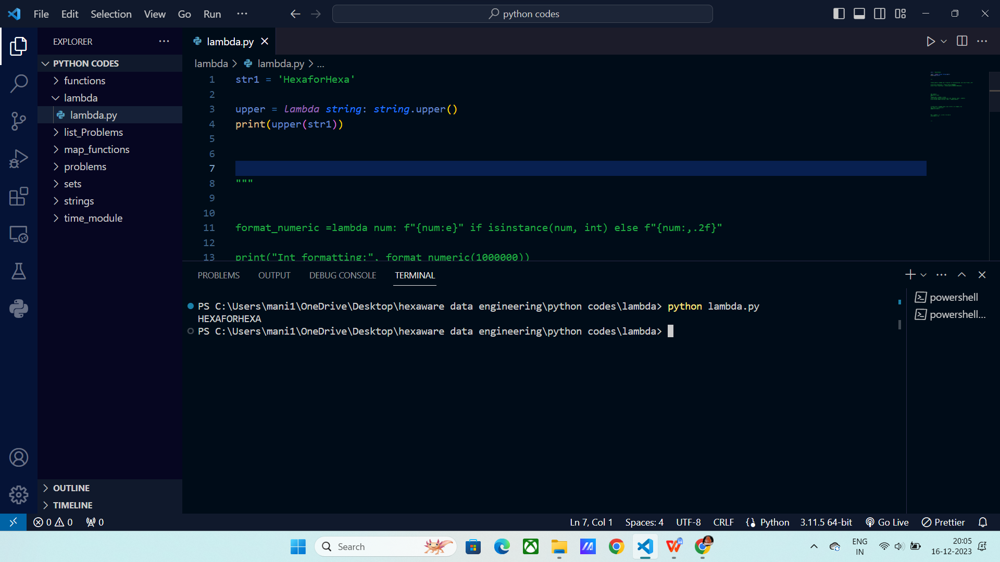 File Edit Selection View Go Run ···
python codes
EXPLORER ···
PYTHON CODES
functions
lambda
lambda.py
list_Problems
map_functions
problems
sets
strings
time_module
OUTLINE
TIMELINE
lambda.py
lambda > lambda.py > ...
1 str1 = 'HexaforHexa'
2
3 upper = lambda string: string.upper()
4 print(upper(str1))
5
6
7
8 """
9
10
11 format_numeric =lambda num: f"{num:e}" if isinstance(num, int) else f"{num:,.2f}"
12
13 print("Int formatting:", format_numeric(1000000))
PROBLEMS OUTPUT DEBUG CONSOLE TERMINAL
PS C:\Users\mani1\OneDrive\Desktop\hexaware data engineering\python codes\lambda> python lambda.py
HEXAFORHEXA
PS C:\Users\mani1\OneDrive\Desktop\hexaware data engineering\python codes\lambda>
powershell
powershell...
0 0 0
Ln 7, Col 1 Spaces: 4 UTF-8 CRLF Python 3.11.5 64-bit Go Live Prettier
Search
ENG
IN
20:05
16-12-2023